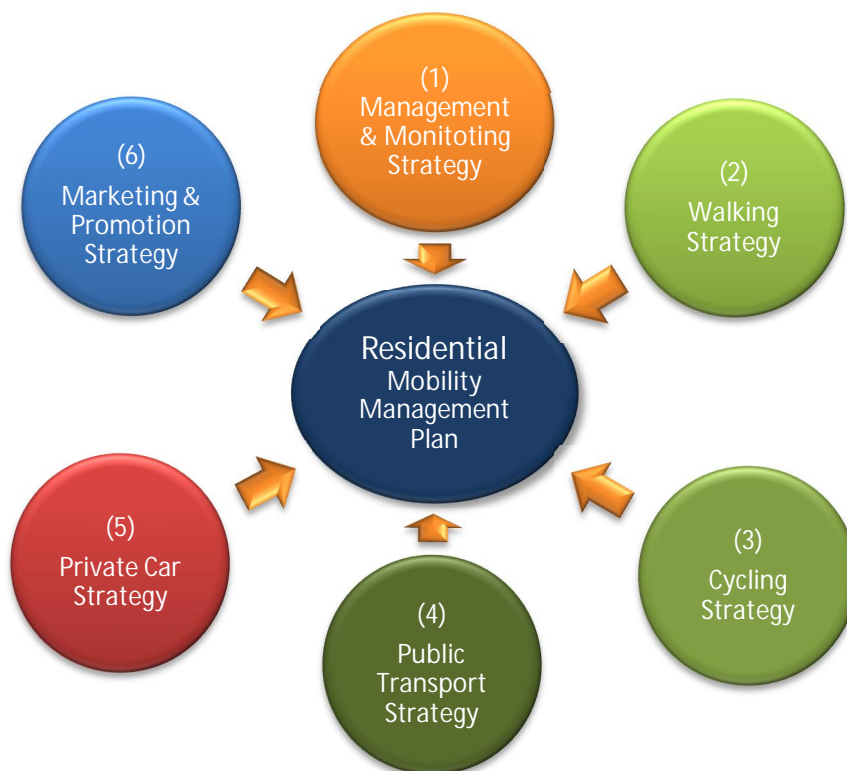 (1)
Management
& Monitoting
Strategy
(2)
Walking
Strategy
(3)
Cycling
Strategy
(4)
Public
Transport
Strategy
(5)
Private Car
Strategy
(6)
Marketing &
Promotion
Strategy
Residential
Mobility
Management
Plan